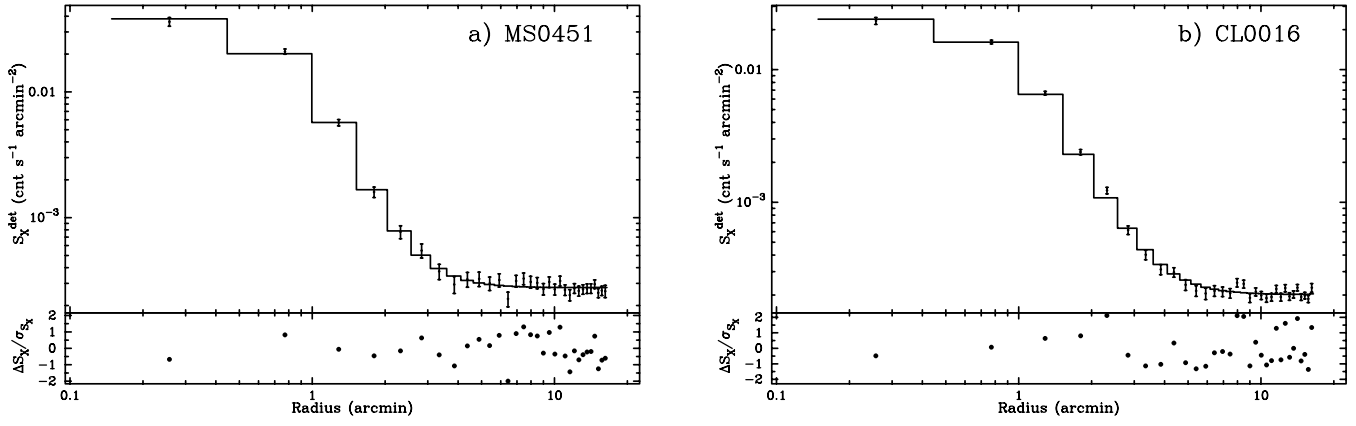 a) MS0451
S_X^det (cnt s^-1 arcmin^-2)
0.01
10^-3
ΔS_X/σ_S_X
2
1
0
−1
−2
0.1 1 10
Radius (arcmin)
b) CL0016
S_X^det (cnt s^-1 arcmin^-2)
0.01
10^-3
ΔS_X/σ_S_X
2
1
0
−1
−2
0.1 1 10
Radius (arcmin)